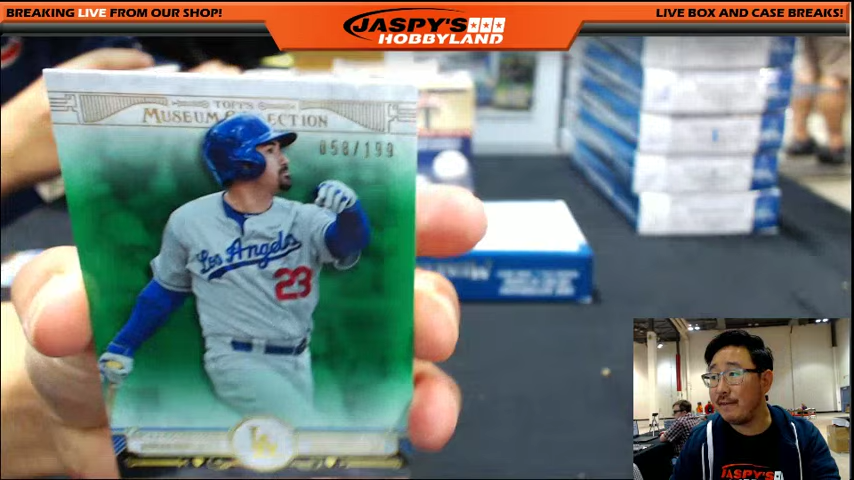 BREAKING LIVE FROM OUR SHOP!
JASPY'S
HOBBYLAND
LIVE BOX AND CASE BREAKS!
TOPPS
MUSEUM COLLECTION
058/199
Los Angeles
23
LA
JASPY'S